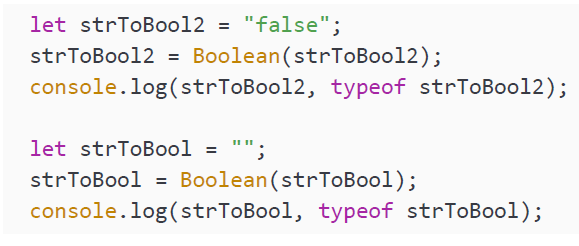 let strToBool2 = "false";
strToBool2 = Boolean(strToBool2);
console.log(strToBool2, typeof strToBool2);
let strToBool = "";
strToBool = Boolean(strToBool);
console.log(strToBool, typeof strToBool);